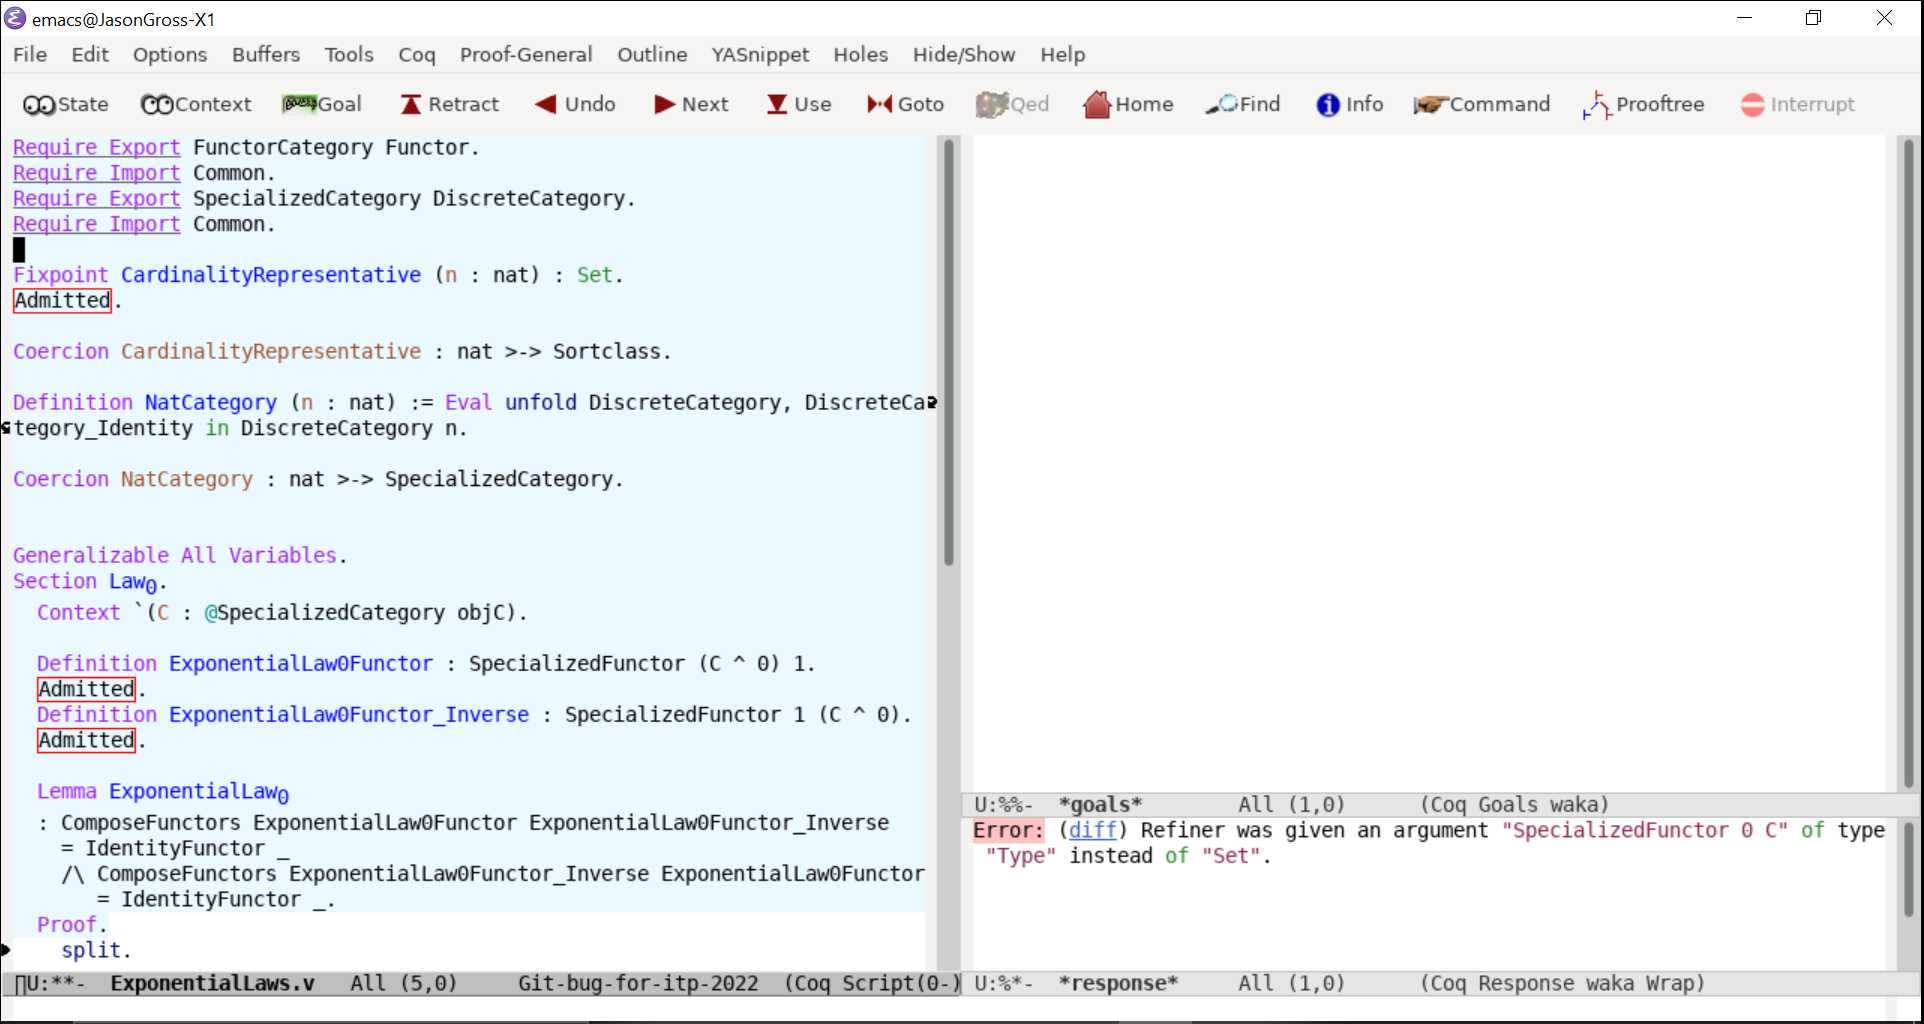 emacs@JasonGross-X1
File Edit Options Buffers Tools Coq Proof-General Outline YASnippet Holes Hide/Show Help
State Context Goal Retract Undo Next Use Goto Qed Home Find Info Command Prooftree Interrupt
Require Export FunctorCategory Functor.
Require Import Common.
Require Export SpecializedCategory DiscreteCategory.
Require Import Common.
Fixpoint CardinalityRepresentative (n : nat) : Set.
Admitted.
Coercion CardinalityRepresentative : nat >-> Sortclass.
Definition NatCategory (n : nat) := Eval unfold DiscreteCategory, DiscreteCa
tegory_Identity in DiscreteCategory n.
Coercion NatCategory : nat >-> SpecializedCategory.
Generalizable All Variables.
Section Law₀.
Context `(C : @SpecializedCategory objC).
Definition ExponentialLaw0Functor : SpecializedFunctor (C ^ 0) 1.
Admitted.
Definition ExponentialLaw0Functor_Inverse : SpecializedFunctor 1 (C ^ 0).
Admitted.
Lemma ExponentialLaw₀
: ComposeFunctors ExponentialLaw0Functor ExponentialLaw0Functor_Inverse
= IdentityFunctor _
/\ ComposeFunctors ExponentialLaw0Functor_Inverse ExponentialLaw0Functor
= IdentityFunctor _.
Proof.
split.
U:**- ExponentialLaws.v All (5,0) Git-bug-for-itp-2022 (Coq Script(0-)
U:%%- *goals* All (1,0) (Coq Goals waka)
Error: (diff) Refiner was given an argument "SpecializedFunctor 0 C" of type
"Type" instead of "Set".
U:%*- *response* All (1,0) (Coq Response waka Wrap)